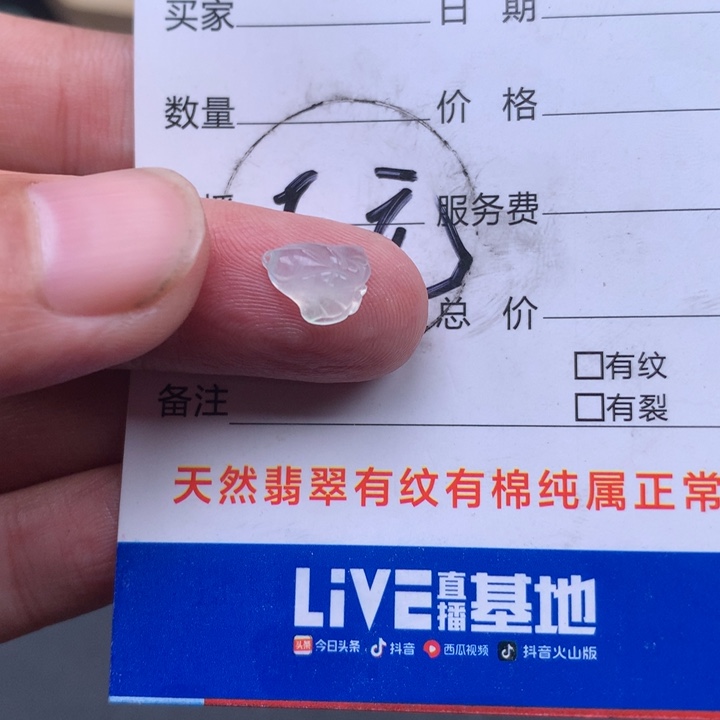 买家 日 期
数量 价 格
播 服务费
总 价
□有纹
备注
□有裂
天然翡翠有纹有棉纯属正常
LiVE直播基地
头条 今日头条 抖音 西瓜视频 抖音火山版